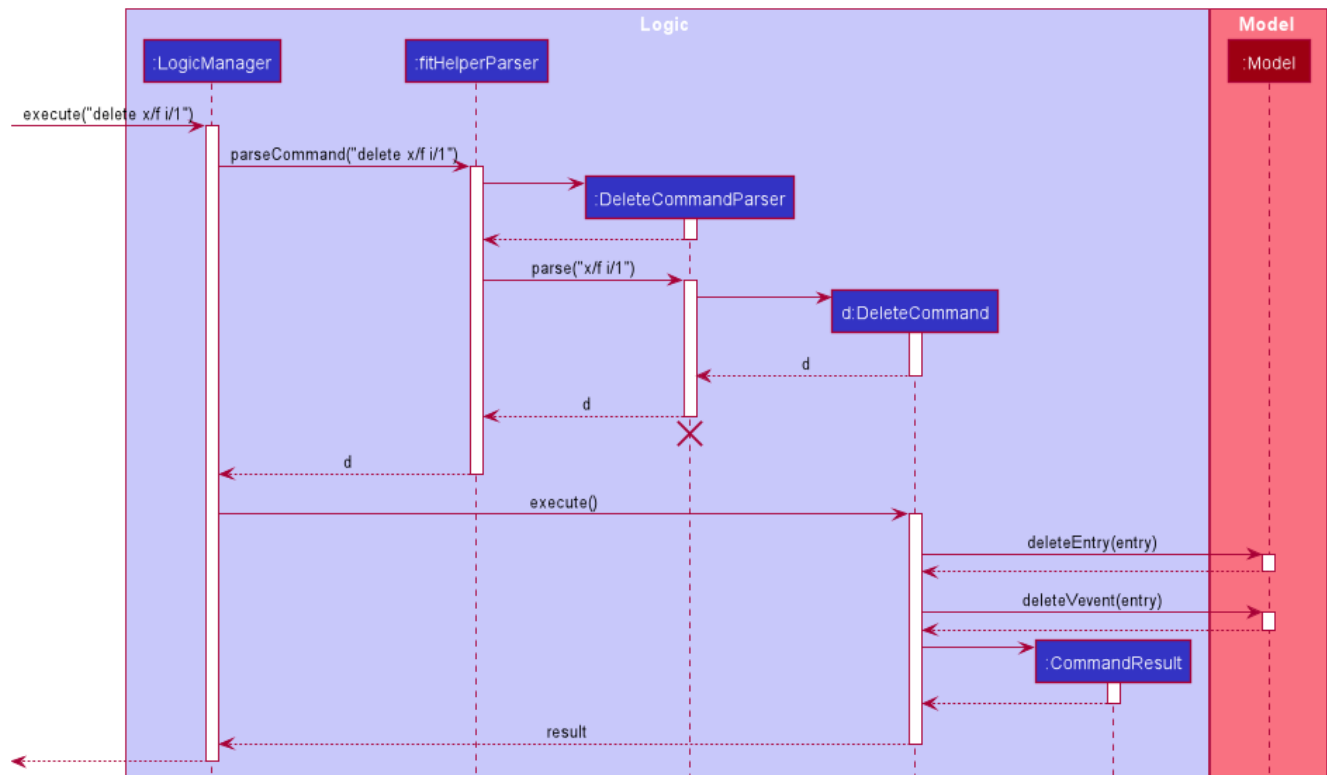 Logic
Model
:LogicManager
:fitHelperParser
:Model
execute("delete x/f i/1")
parseCommand("delete x/f i/1")
:DeleteCommandParser
parse("x/f i/1")
d:DeleteCommand
d
d
d
execute()
deleteEntry(entry)
deleteVevent(entry)
:CommandResult
result